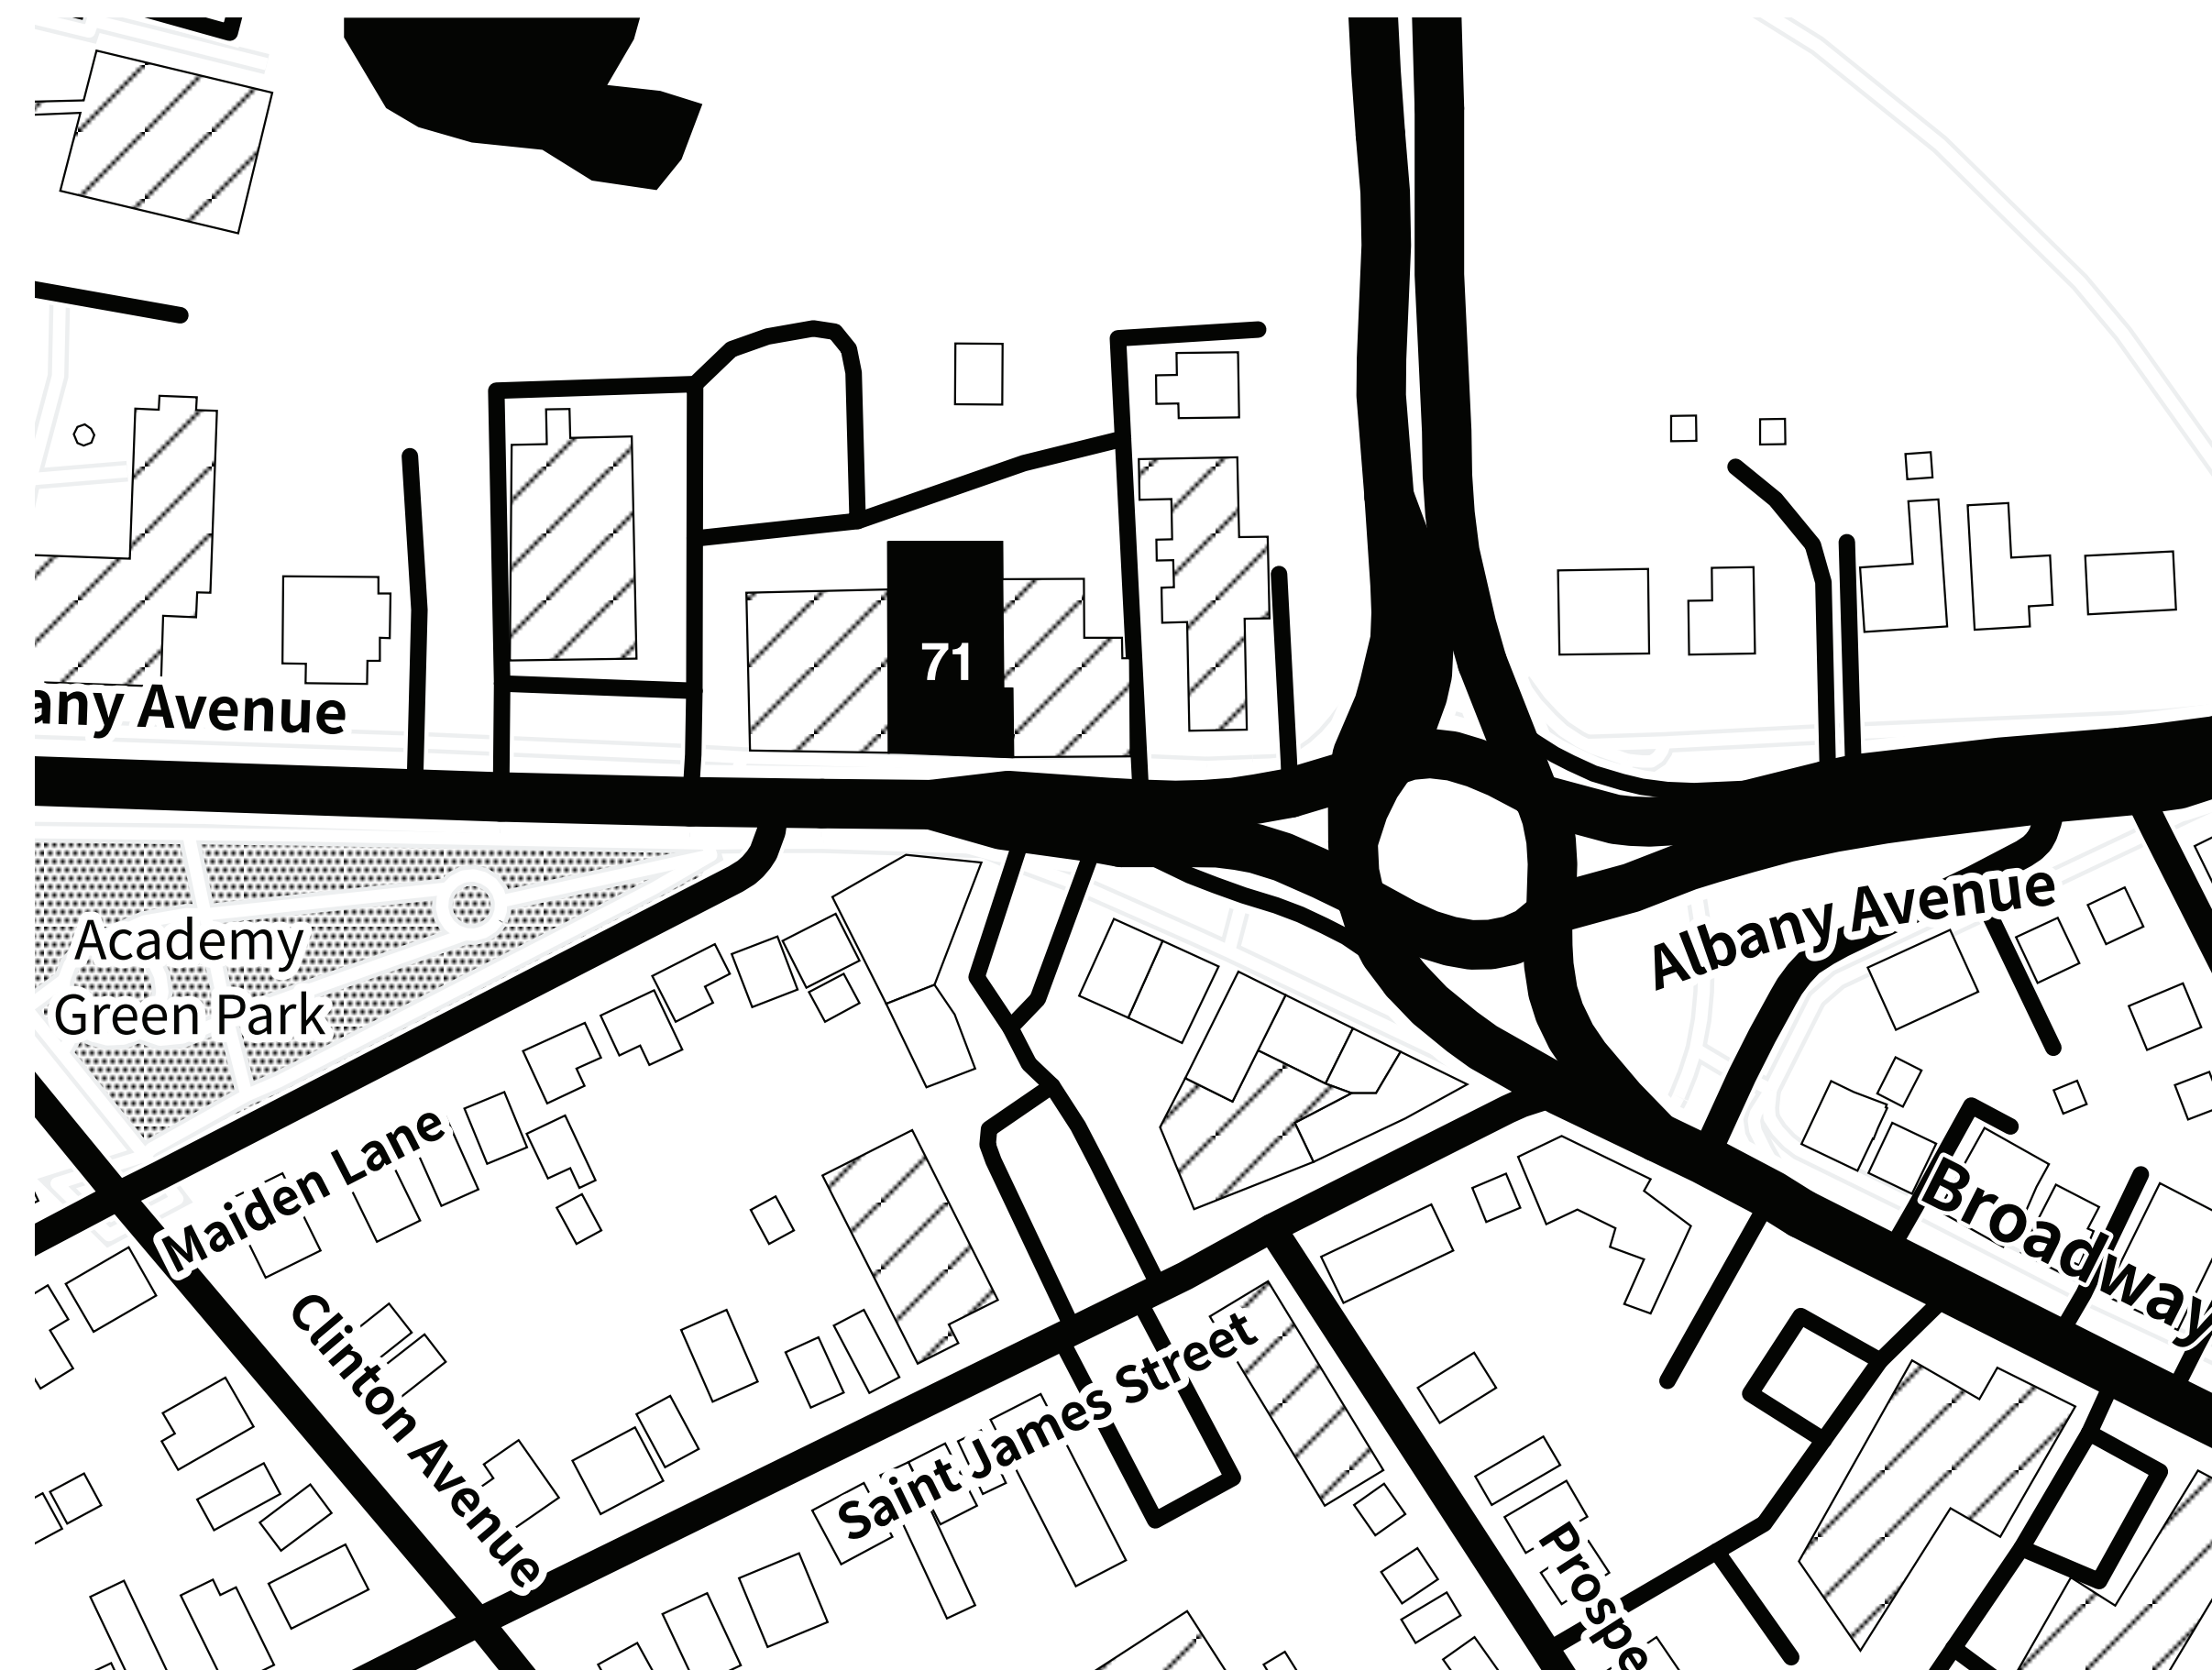 71
any Avenue
Albany Avenue
Academy
Green Park
Maiden Lane
Broadway
Clinton Avenue
Saint James Street
Prospe